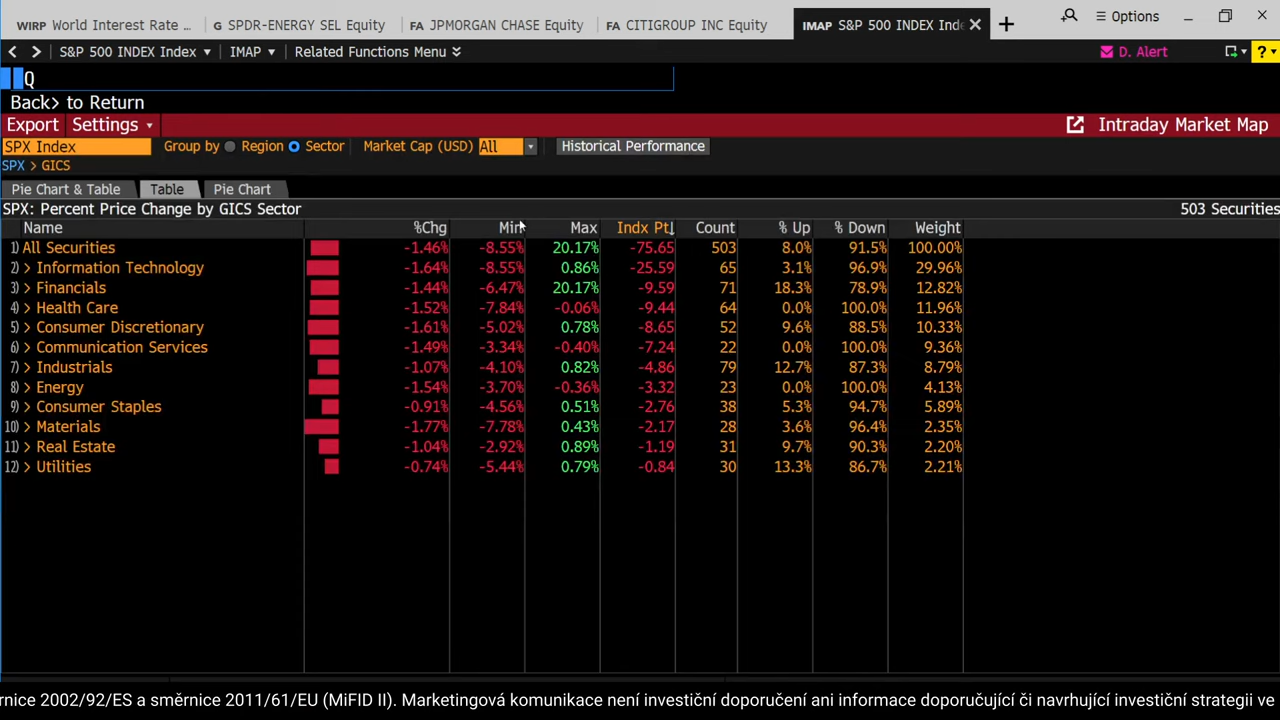 WIRP World Interest Rate ... G SPDR-ENERGY SEL Equity FA JPMORGAN CHASE Equity FA CITIGROUP INC Equity IMAP S&P 500 INDEX Ind Options
S&P 500 INDEX Index IMAP Related Functions Menu D. Alert ?
Q
Back> to Return
Export Settings Intraday Market Map
SPX Index Group by Region Sector Market Cap (USD) All Historical Performance
SPX > GICS
Pie Chart & Table Table Pie Chart
SPX: Percent Price Change by GICS Sector 503 Securities
Name %Chg Min Max Indx Pt↓ Count % Up % Down Weight
1) All Securities -1.46% -8.55% 20.17% -75.65 503 8.0% 91.5% 100.00%
2) > Information Technology -1.64% -8.55% 0.86% -25.59 65 3.1% 96.9% 29.96%
3) > Financials -1.44% -6.47% 20.17% -9.59 71 18.3% 78.9% 12.82%
4) > Health Care -1.52% -7.84% -0.06% -9.44 64 0.0% 100.0% 11.96%
5) > Consumer Discretionary -1.61% -5.02% 0.78% -8.65 52 9.6% 88.5% 10.33%
6) > Communication Services -1.49% -3.34% -0.40% -7.24 22 0.0% 100.0% 9.36%
7) > Industrials -1.07% -4.10% 0.82% -4.86 79 12.7% 87.3% 8.79%
8) > Energy -1.54% -3.70% -0.36% -3.32 23 0.0% 100.0% 4.13%
9) > Consumer Staples -0.91% -4.56% 0.51% -2.76 38 5.3% 94.7% 5.89%
10) > Materials -1.77% -7.78% 0.43% -2.17 28 3.6% 96.4% 2.35%
11) > Real Estate -1.04% -2.92% 0.89% -1.19 31 9.7% 90.3% 2.20%
12) > Utilities -0.74% -5.44% 0.79% -0.84 30 13.3% 86.7% 2.21%
rnice 2002/92/ES a směrnice 2011/61/EU (MiFID II). Marketingová komunikace není investiční doporučení ani informace doporučující či navrhující investiční strategii ve